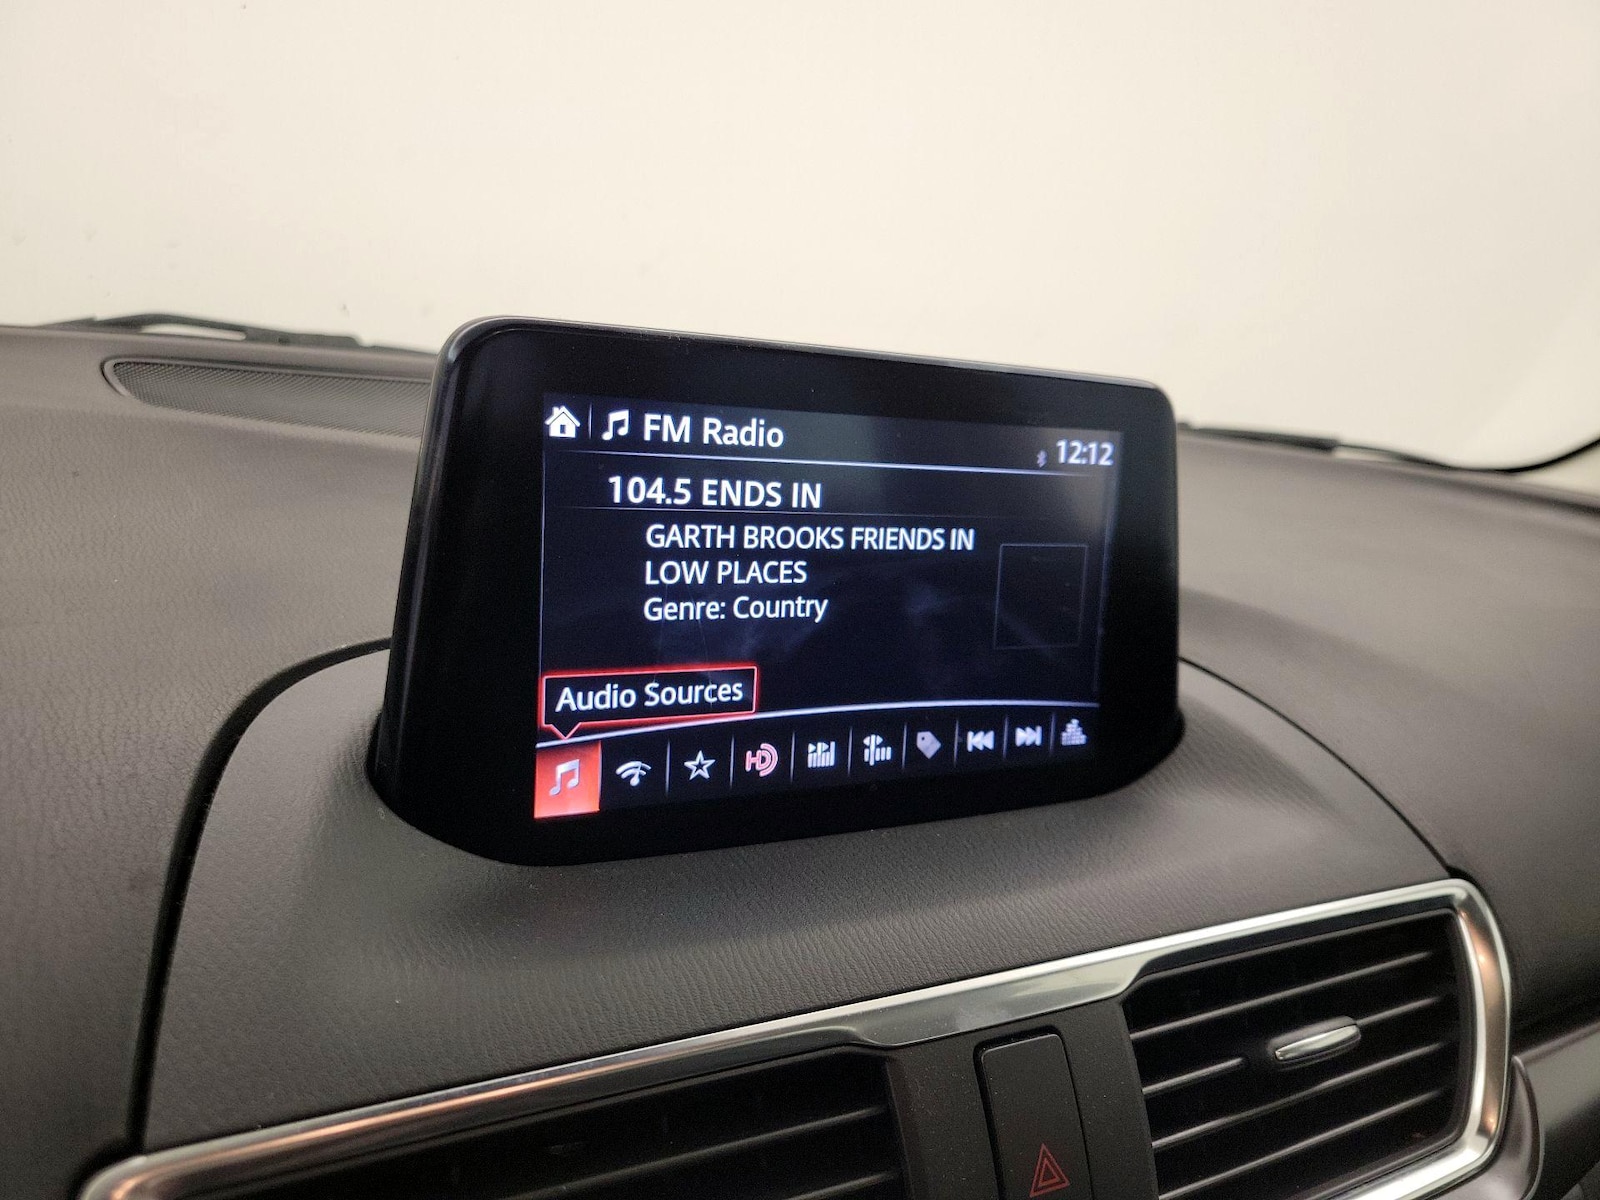 FM Radio
12:12
104.5 ENDS IN
GARTH BROOKS FRIENDS IN
LOW PLACES
Genre: Country
Audio Sources
HD